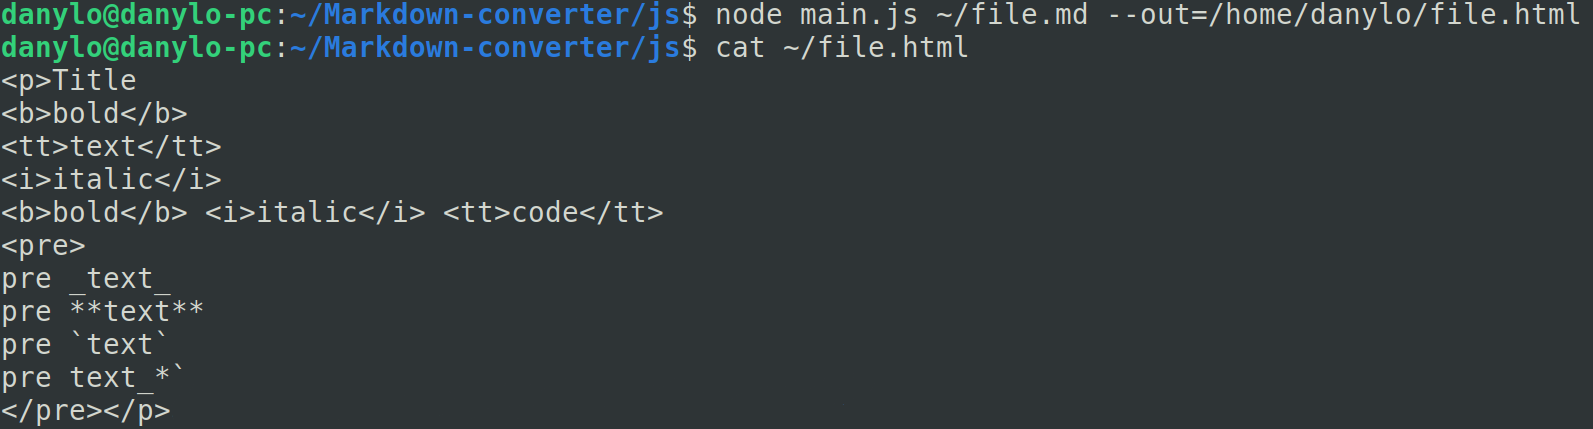 danylo@danylo-pc:~/Markdown-converter/js$ node main.js ~/file.md --out=/home/danylo/file.html
danylo@danylo-pc:~/Markdown-converter/js$ cat ~/file.html
<p>Title
<b>bold</b>
<tt>text</tt>
<i>italic</i>
<b>bold</b> <i>italic</i> <tt>code</tt>
<pre>
pre _text_
pre **text**
pre `text`
pre text_*`
</pre></p>